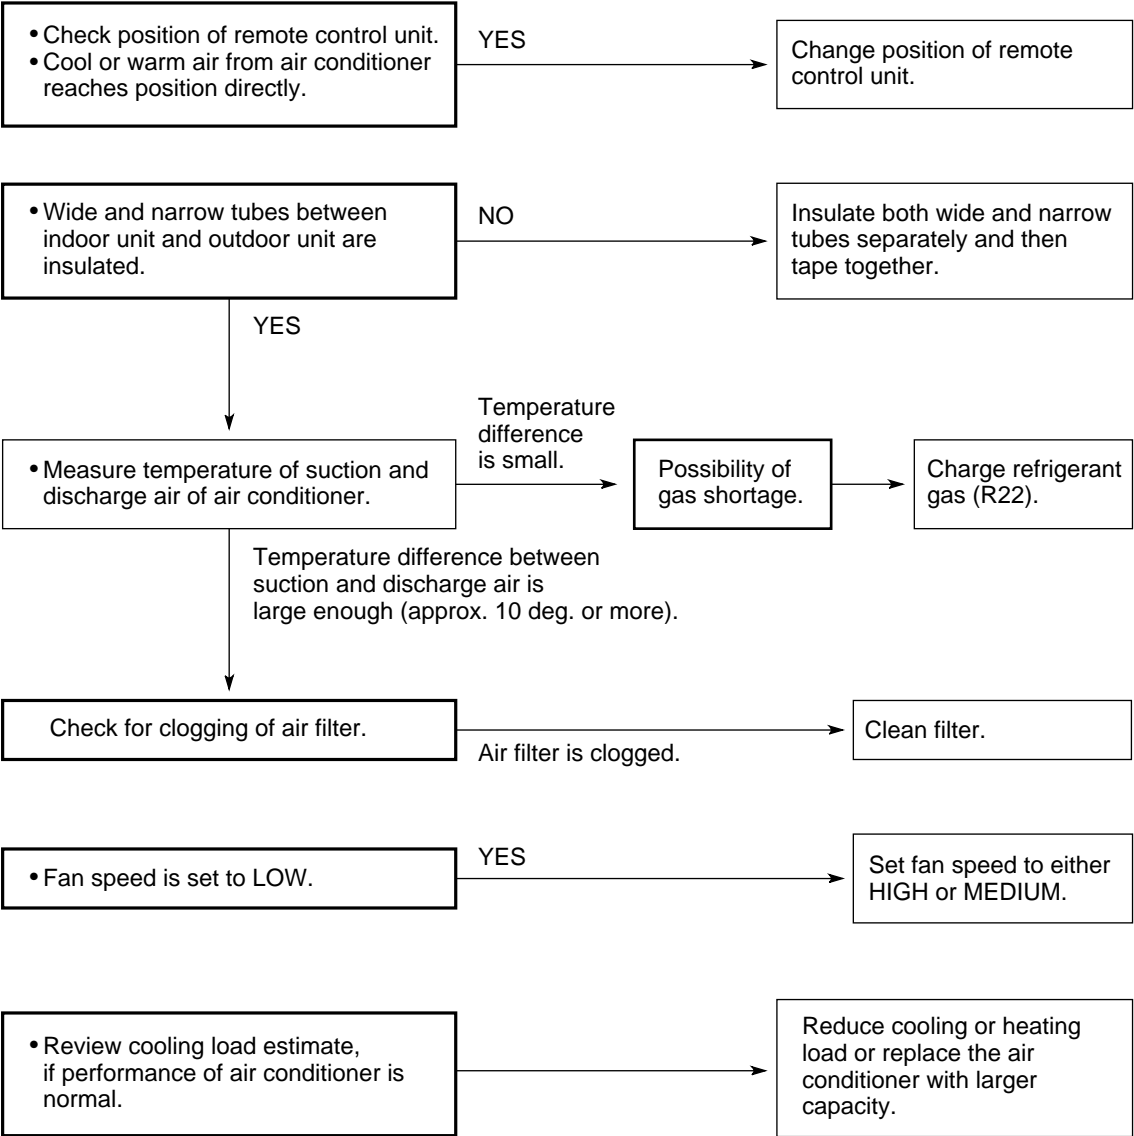 • Check position of remote control unit.
• Cool or warm air from air conditioner
reaches position directly.
YES
Change position of remote
control unit.
• Wide and narrow tubes between
indoor unit and outdoor unit are
insulated.
NO
Insulate both wide and narrow
tubes separately and then
tape together.
YES
• Measure temperature of suction and
discharge air of air conditioner.
Temperature
difference
is small.
Possibility of
gas shortage.
Charge refrigerant
gas (R22).
Temperature difference between
suction and discharge air is
large enough (approx. 10 deg. or more).
Check for clogging of air filter.
Air filter is clogged.
Clean filter.
• Fan speed is set to LOW.
YES
Set fan speed to either
HIGH or MEDIUM.
• Review cooling load estimate,
if performance of air conditioner is
normal.
Reduce cooling or heating
load or replace the air
conditioner with larger
capacity.